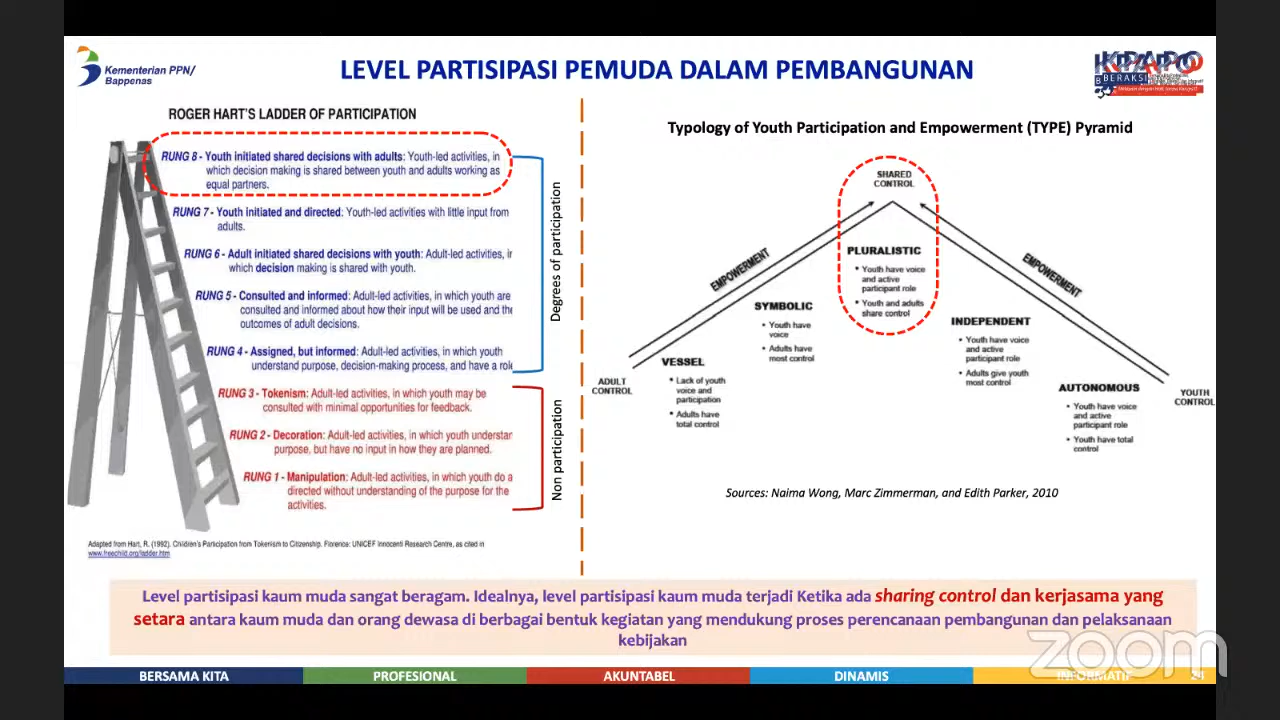 Kementerian PPN/
Bappenas
LEVEL PARTISIPASI PEMUDA DALAM PEMBANGUNAN
BERAKSI
ROGER HART'S LADDER OF PARTICIPATION
RUNG 8 - Youth initiated shared decisions with adults: Youth-led activities, in
which decision making is shared between youth and adults working as
equal partners.
RUNG 7 - Youth initiated and directed: Youth-led activities with little input from
adults.
RUNG 6 - Adult initiated shared decisions with youth: Adult-led activities, in
which decision making is shared with youth.
RUNG 5 - Consulted and informed: Adult-led activities, in which youth are
consulted and informed about how their input will be used and the
outcomes of adult decisions.
RUNG 4 - Assigned, but informed: Adult-led activities, in which youth
understand purpose, decision-making process, and have a role
RUNG 3 - Tokenism: Adult-led activities, in which youth may be
consulted with minimal opportunities for feedback.
RUNG 2 - Decoration: Adult-led activities, in which youth understan
purpose, but have no input in how they are planned.
RUNG 1 - Manipulation: Adult-led activities, in which youth do a
directed without understanding of the purpose for the
activities.
Degrees of participation
Non participation
Adapted from Hart, R. (1992). Children's Participation from Tokenism to Citizenship. Florence: UNICEF Innocenti Research Centre, as cited in
www.freechild.org/ladder.htm
Typology of Youth Participation and Empowerment (TYPE) Pyramid
SHARED
CONTROL
EMPOWERMENT
EMPOWERMENT
PLURALISTIC
• Youth have voice
and active
participant role
• Youth and adults
share control
SYMBOLIC
• Youth have
voice
• Adults have
most control
INDEPENDENT
• Youth have voice
and active
participant role
• Adults give youth
most control
VESSEL
• Lack of youth
voice and
participation
• Adults have
total control
AUTONOMOUS
• Youth have voice
and active
participant role
• Youth have total
control
ADULT
CONTROL
YOUTH
CONTROL
Sources: Naima Wong, Marc Zimmerman, and Edith Parker, 2010
Level partisipasi kaum muda sangat beragam. Idealnya, level partisipasi kaum muda terjadi Ketika ada sharing control dan kerjasama yang
setara antara kaum muda dan orang dewasa di berbagai bentuk kegiatan yang mendukung proses perencanaan pembangunan dan pelaksanaan
kebijakan
zoom
BERSAMA KITA
PROFESIONAL
AKUNTABEL
DINAMIS
INFORMATIF
24